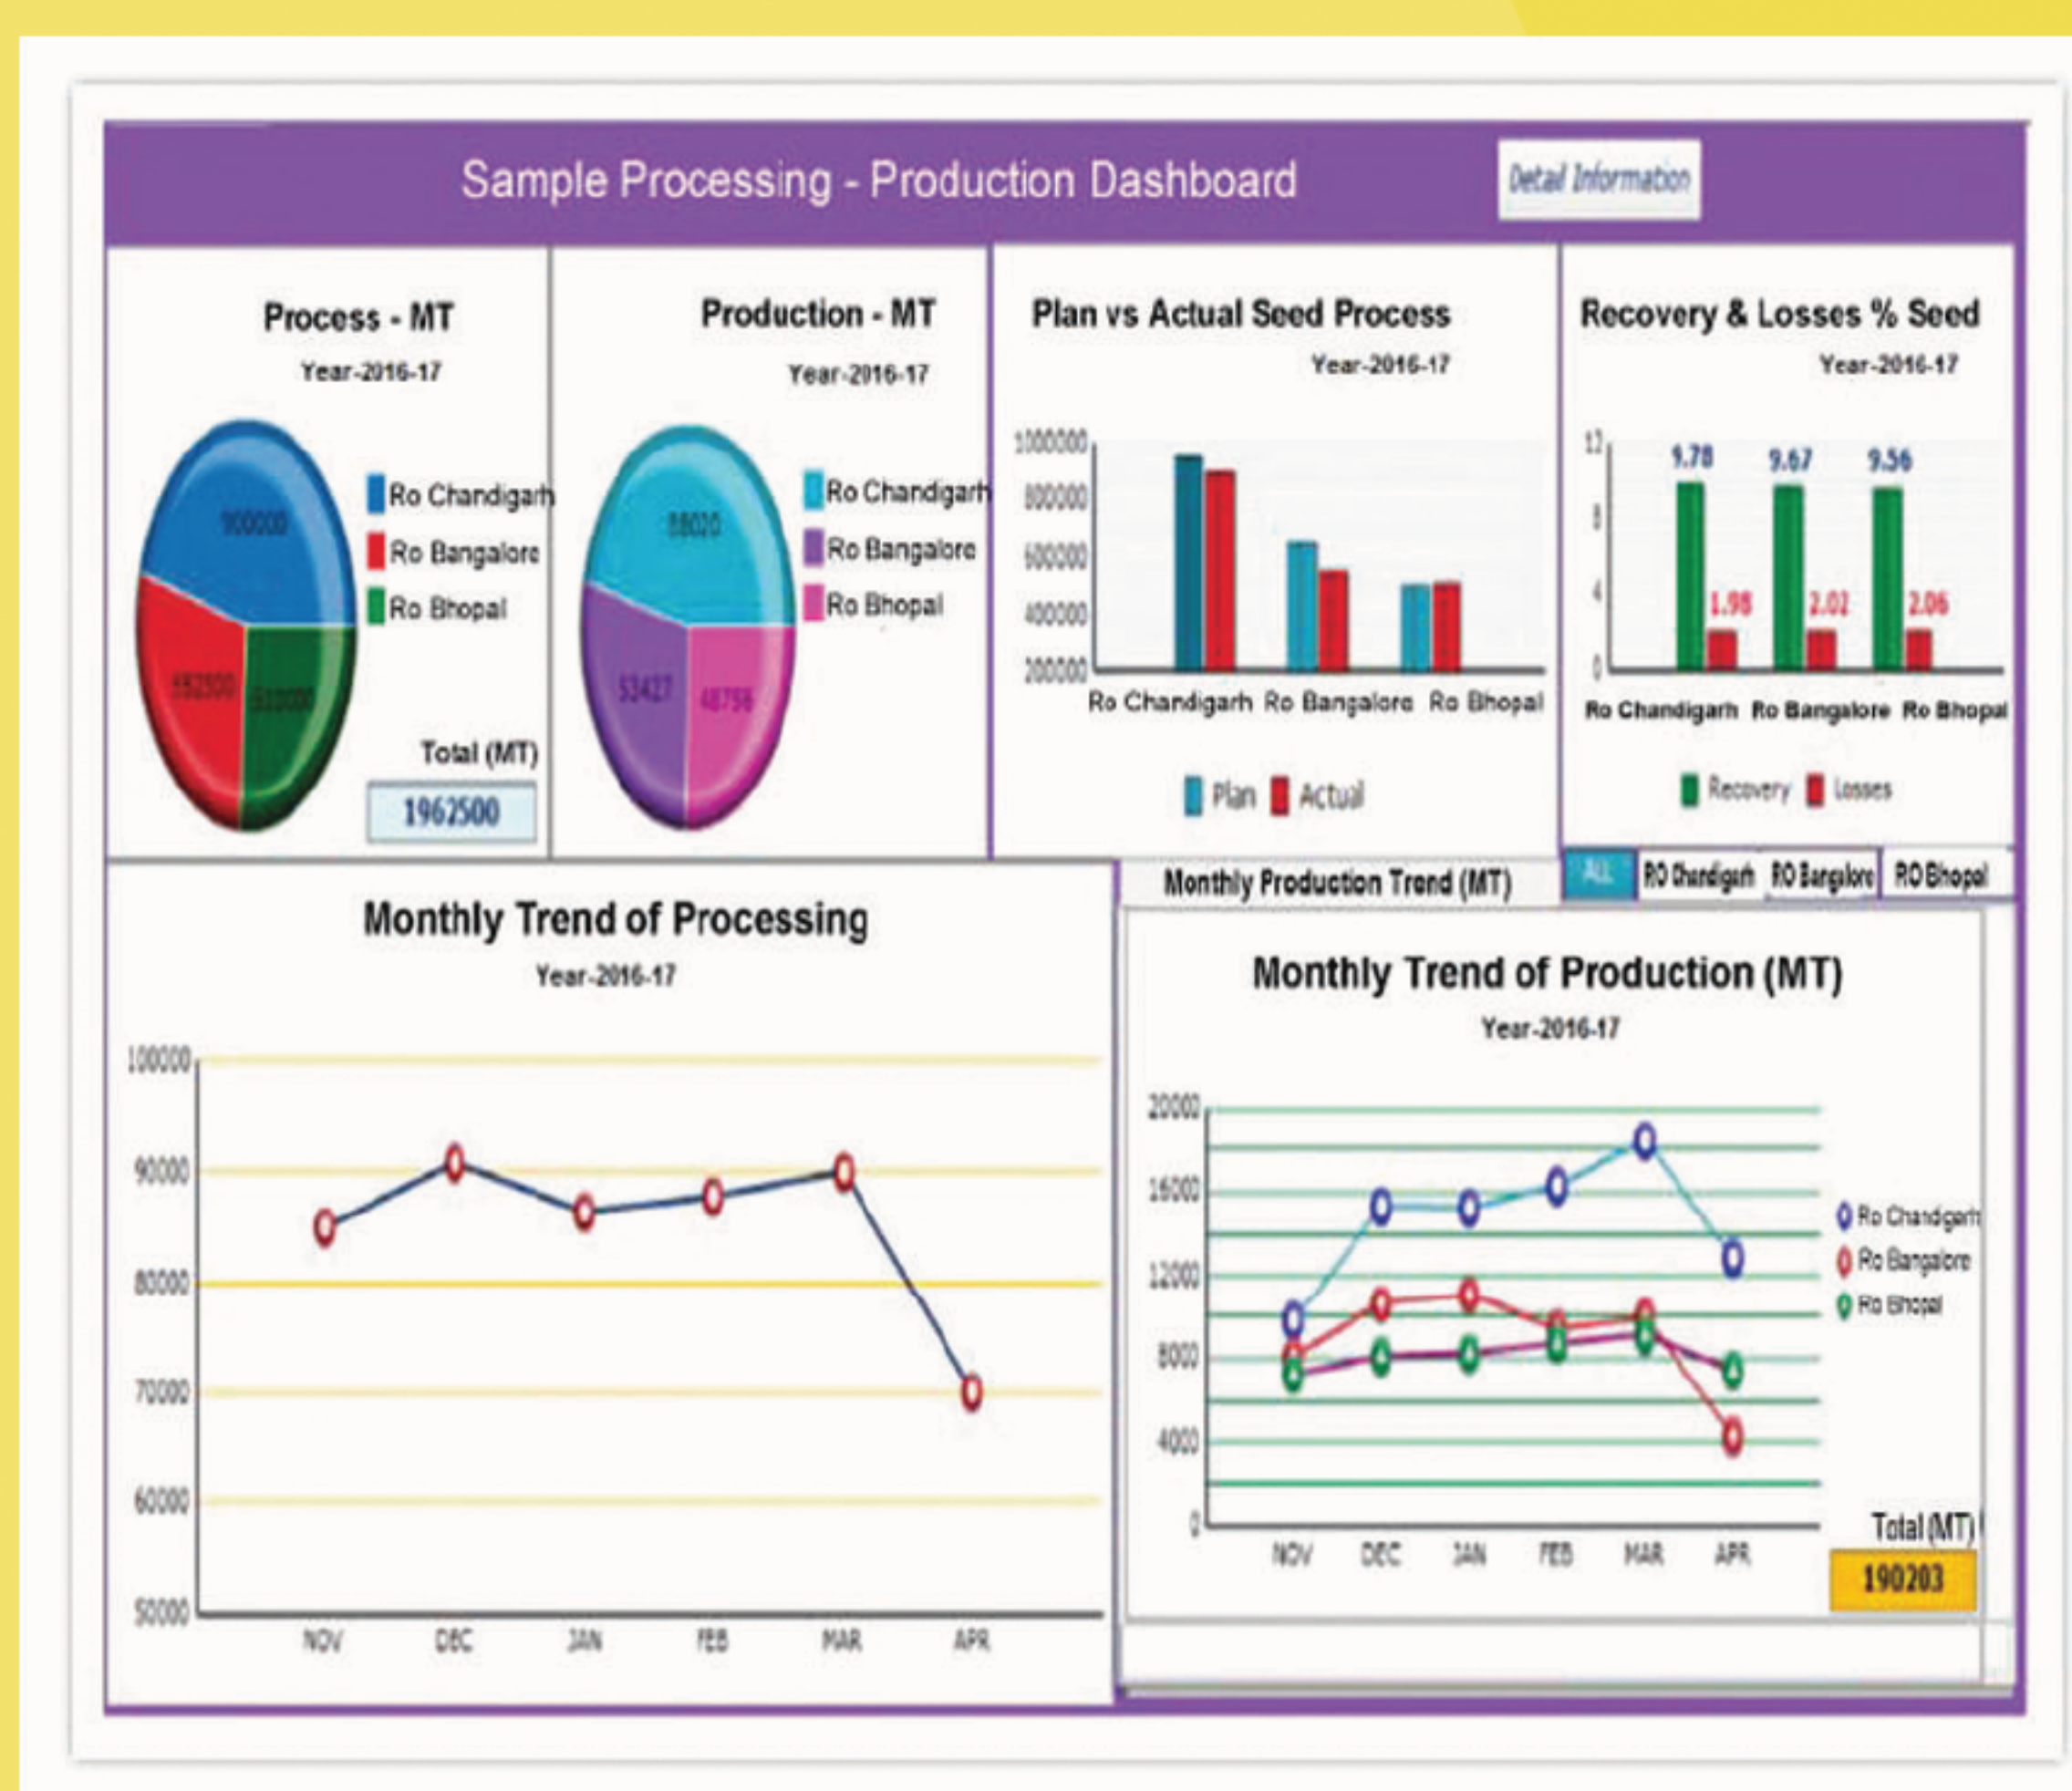 Sample Processing - Production Dashboard
Detail Information
Process - MT
Year-2016-17
900000
552500
510000
Ro Chandigarh
Ro Bangalore
Ro Bhopal
Total (MT)
1962500
Production - MT
Year-2016-17
88020
53427
48756
Ro Chandigarh
Ro Bangalore
Ro Bhopal
Plan vs Actual Seed Process
Year-2016-17
1000000
800000
600000
400000
200000
Ro Chandigarh Ro Bangalore Ro Bhopal
Plan Actual
Recovery & Losses % Seed
Year-2016-17
12
8
4
0
9.78 9.67 9.56
1.98 2.02 2.06
Ro Chandigarh Ro Bangalore Ro Bhopal
Recovery Losses
Monthly Trend of Processing
Year-2016-17
100000
90000
80000
70000
60000
50000
NOV DEC JAN FEB MAR APR
Monthly Production Trend (MT)
ALL RO Chandigarh RO Bangalore RO Bhopal
Monthly Trend of Production (MT)
Year-2016-17
20000
16000
12000
8000
4000
0
NOV DEC JAN FEB MAR APR
Ro Chandigarh
Ro Bangalore
Ro Bhopal
Total (MT)
190203